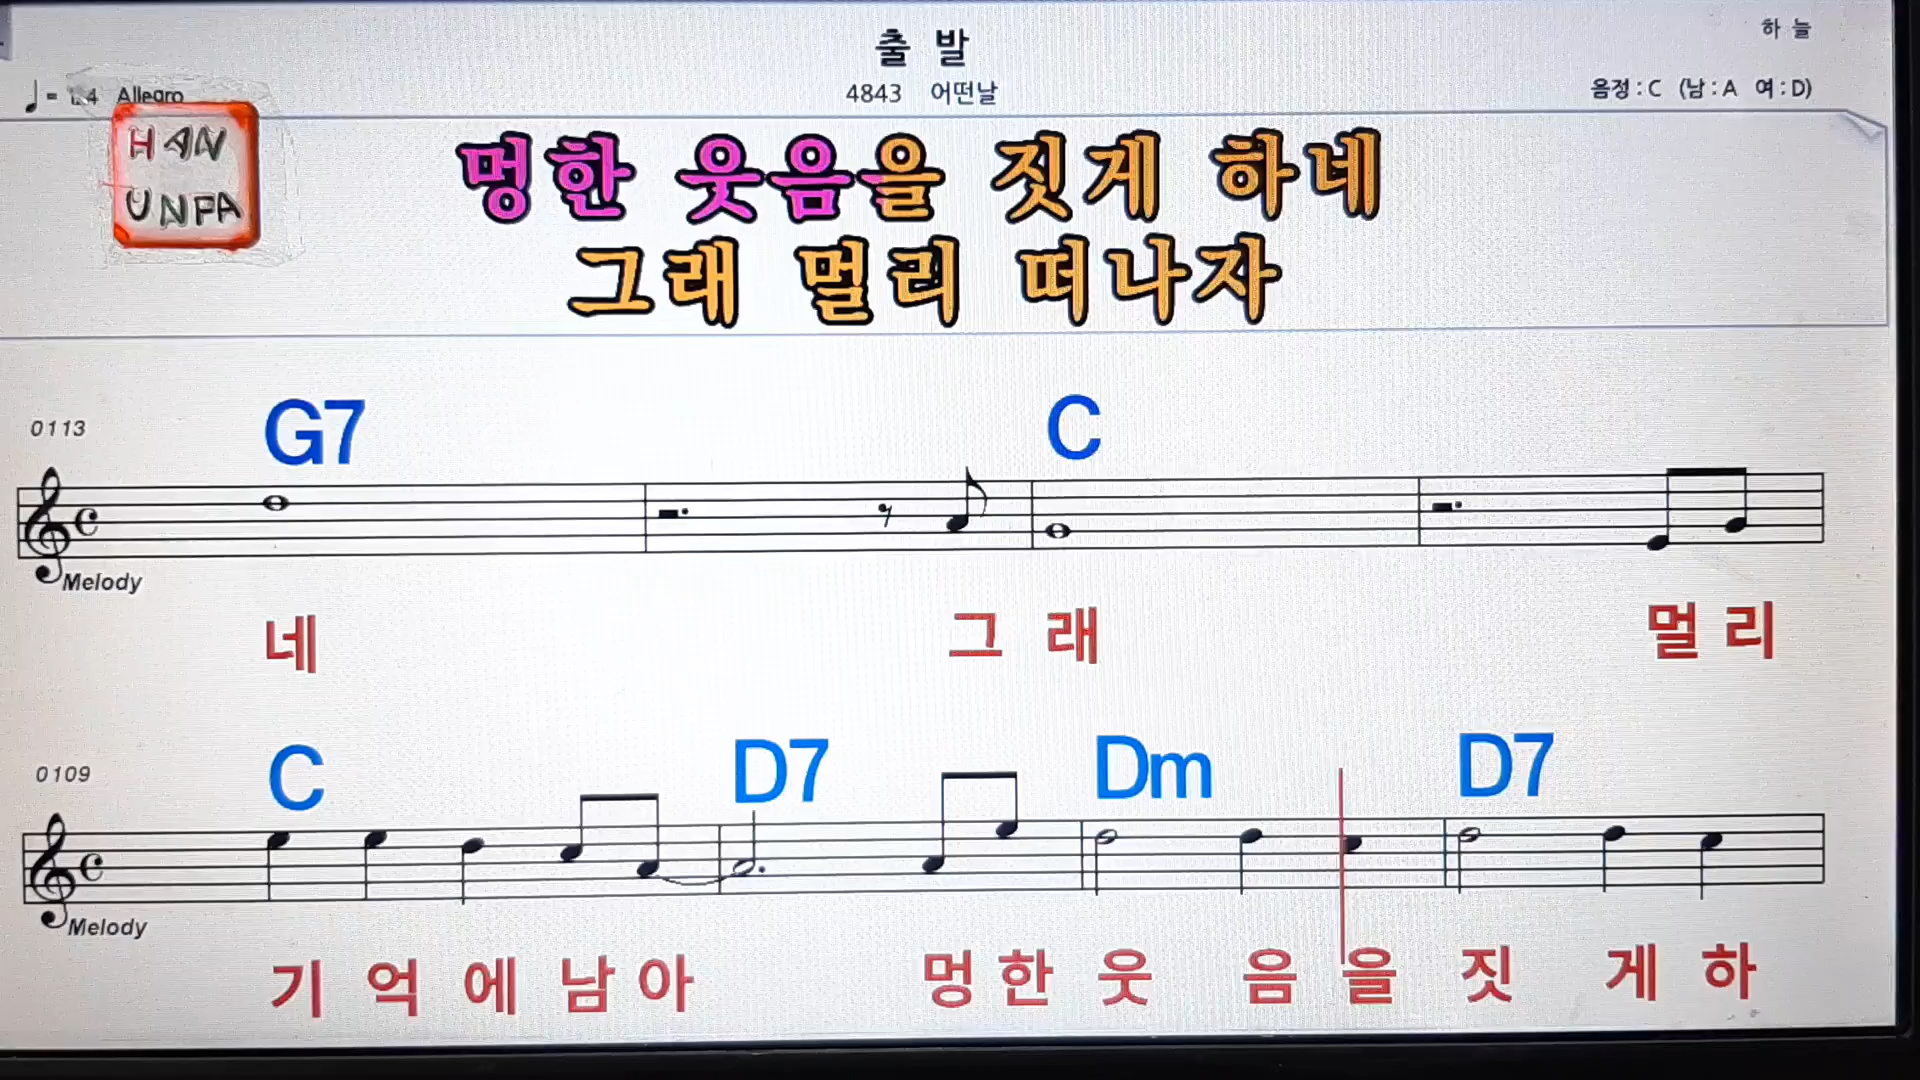 하 늘
출 발
4843 어떤날
Allegro
음정 : C (남 : A 여 : D)
HAN
UNPA
멍한 웃음을 짓게 하네
그래 멀리 떠나자
0113
G7 C
Melody
네 그 래 멀 리
0109
C D7 Dm D7
Melody
기 억 에 남 아 멍 한 웃 음 을 짓 게 하